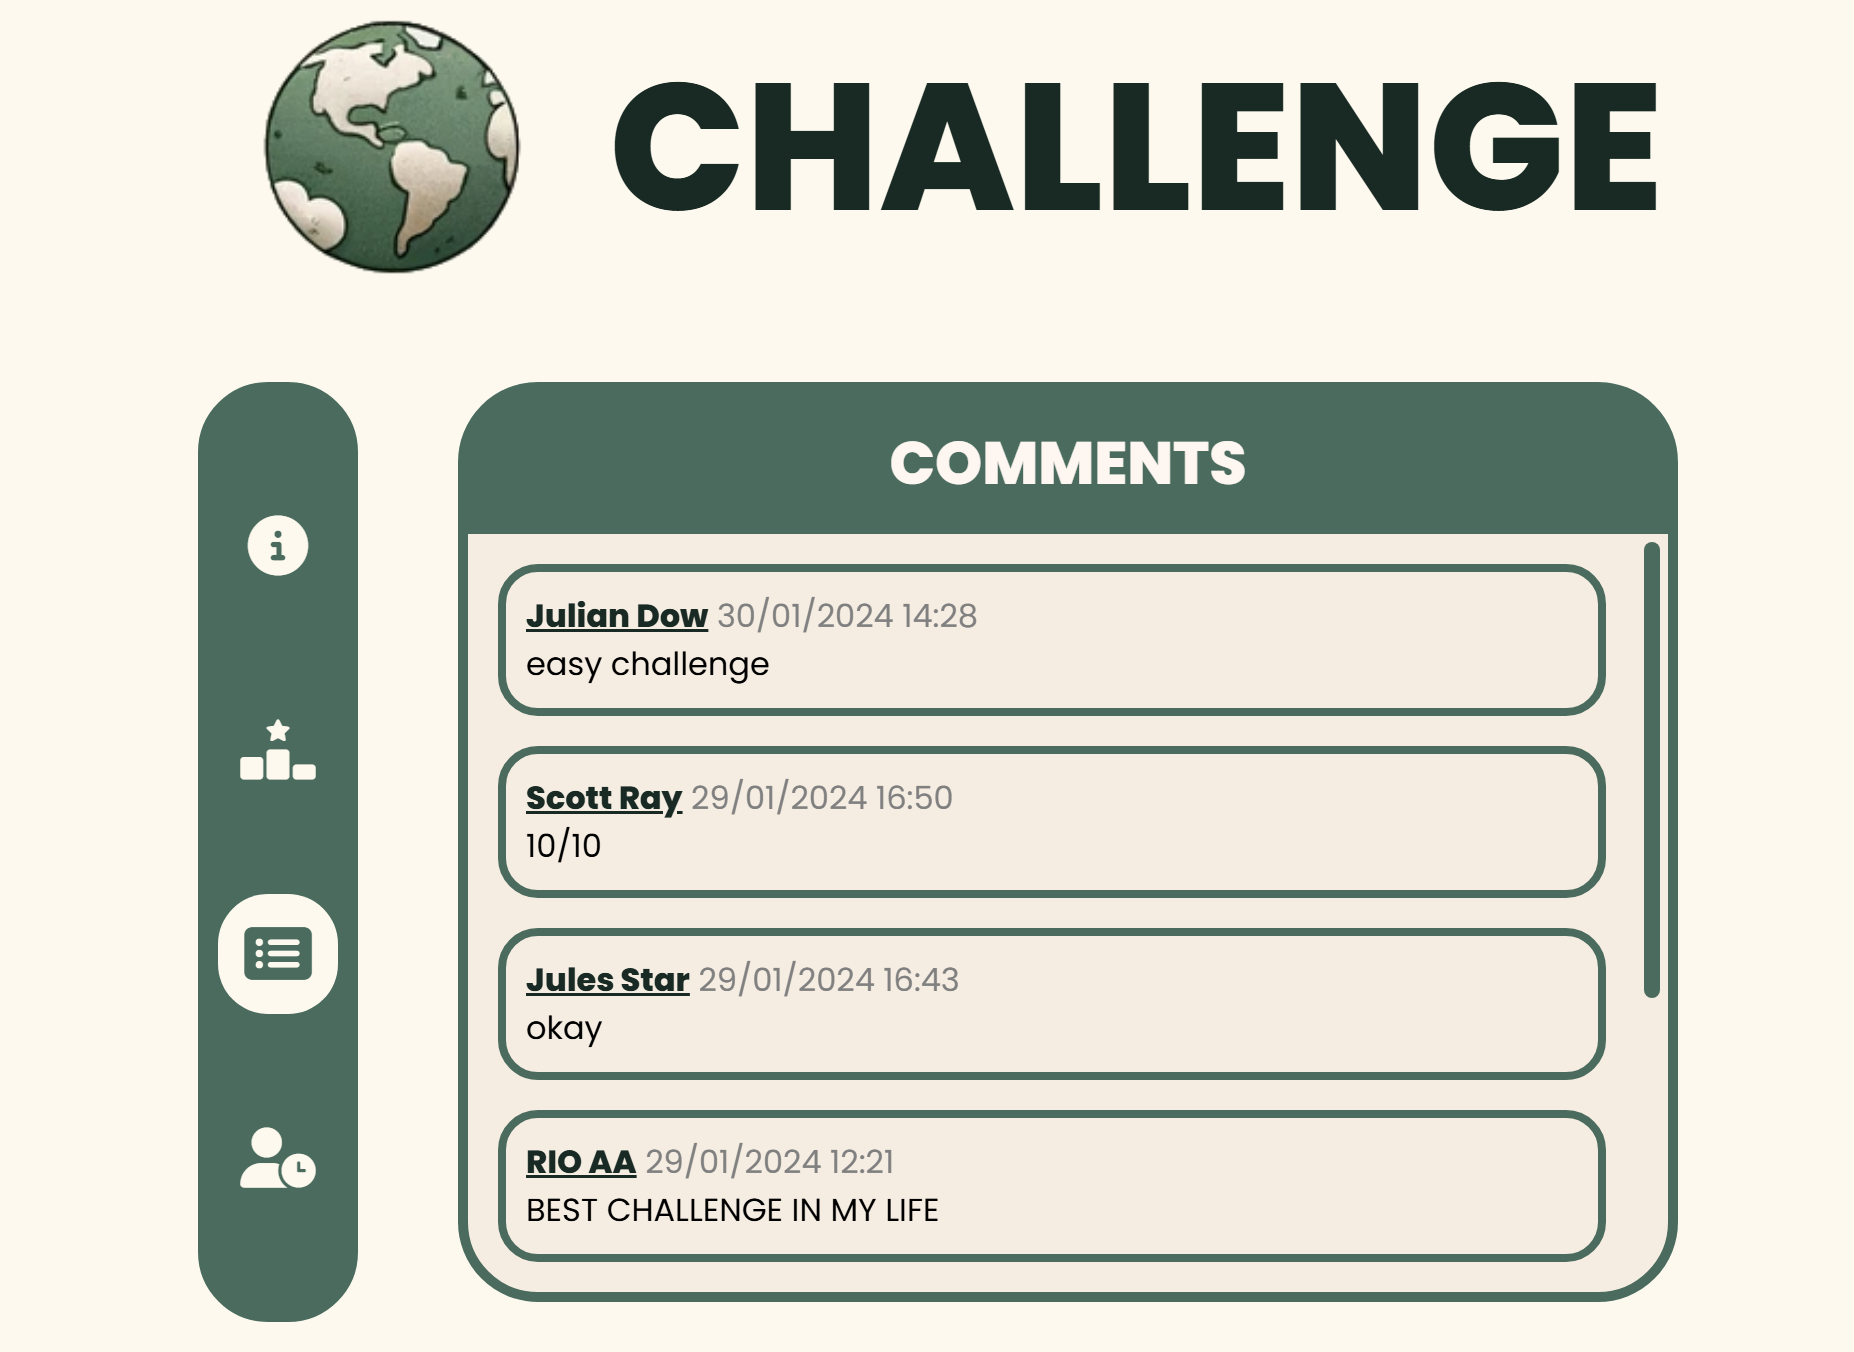 CHALLENGE
COMMENTS
Julian Dow 30/01/2024 14:28
easy challenge
Scott Ray 29/01/2024 16:50
10/10
Jules Star 29/01/2024 16:43
okay
RIO AA 29/01/2024 12:21
BEST CHALLENGE IN MY LIFE